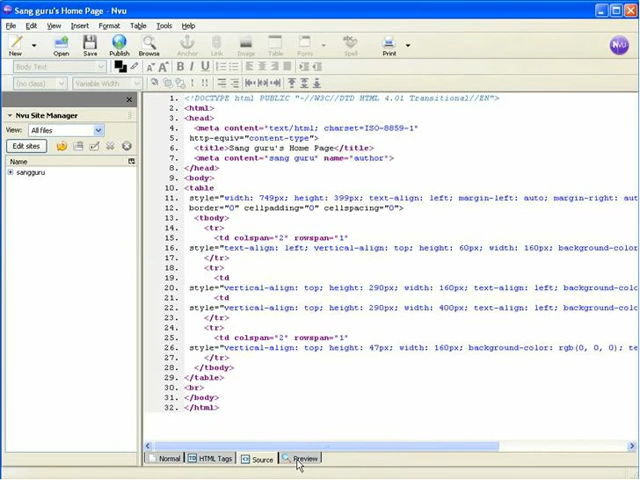 Sang guru's Home Page - Nvu
File Edit View Insert Format Table Tools Help
New Open Save Publish Browse Anchor Link Image Table Form Spell Print
Nvu
Body Text
(no class) Variable Width
Nvu Site Manager
View: All files
Edit sites
Name
sangguru
1. <!DOCTYPE html PUBLIC "-//W3C//DTD HTML 4.01 Transitional//EN">
2. <html>
3. <head>
4. <meta content="text/html; charset=ISO-8859-1"
5. http-equiv="content-type">
6. <title>Sang guru's Home Page</title>
7. <meta content="sang guru" name="author">
8. </head>
9. <body>
10. <table
11. style="width: 749px; height: 399px; text-align: left; margin-left: auto; margin-right: aut
12. border="0" cellpadding="0" cellspacing="0">
13. <tbody>
14. <tr>
15. <td colspan="2" rowspan="1"
16. style="text-align: left; vertical-align: top; height: 60px; width: 160px; background-color
17. </tr>
18. <tr>
19. <td
20. style="vertical-align: top; height: 290px; width: 160px; text-align: left; background-colo
21. <td
22. style="vertical-align: top; height: 290px; width: 400px; text-align: left; background-colo
23. </tr>
24. <tr>
25. <td colspan="2" rowspan="1"
26. style="vertical-align: top; height: 47px; width: 160px; background-color: rgb(0, 0, 0); te
27. </tr>
28. </tbody>
29. </table>
30. <br>
31. </body>
32. </html>
Normal HTML Tags Source Preview